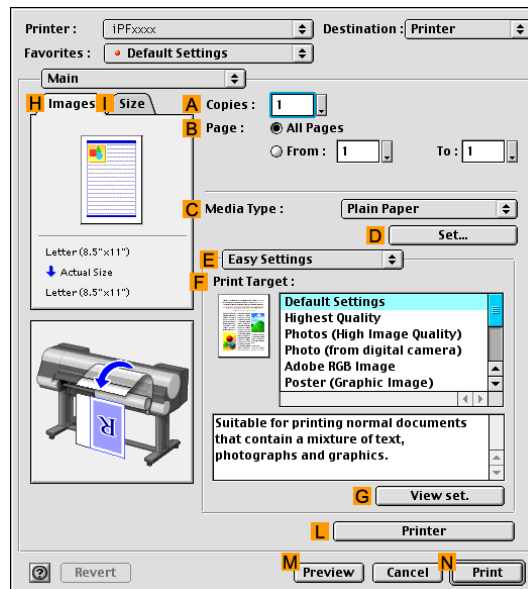 Printer : iPFxxxx Destination : Printer
Favorites : Default Settings
Main
H Images I Size
A Copies : 1
B Page : All Pages
From : 1 To : 1
C Media Type : Plain Paper
D Set...
Letter (8.5"x11")
Actual Size
Letter (8.5"x11")
E Easy Settings
F Print Target :
Default Settings
Highest Quality
Photos (High Image Quality)
Photo (from digital camera)
Adobe RGB Image
Poster (Graphic Image)
R
Suitable for printing normal documents
that contain a mixture of text,
photographs and graphics.
G View set.
L Printer
? Revert M Preview Cancel N Print